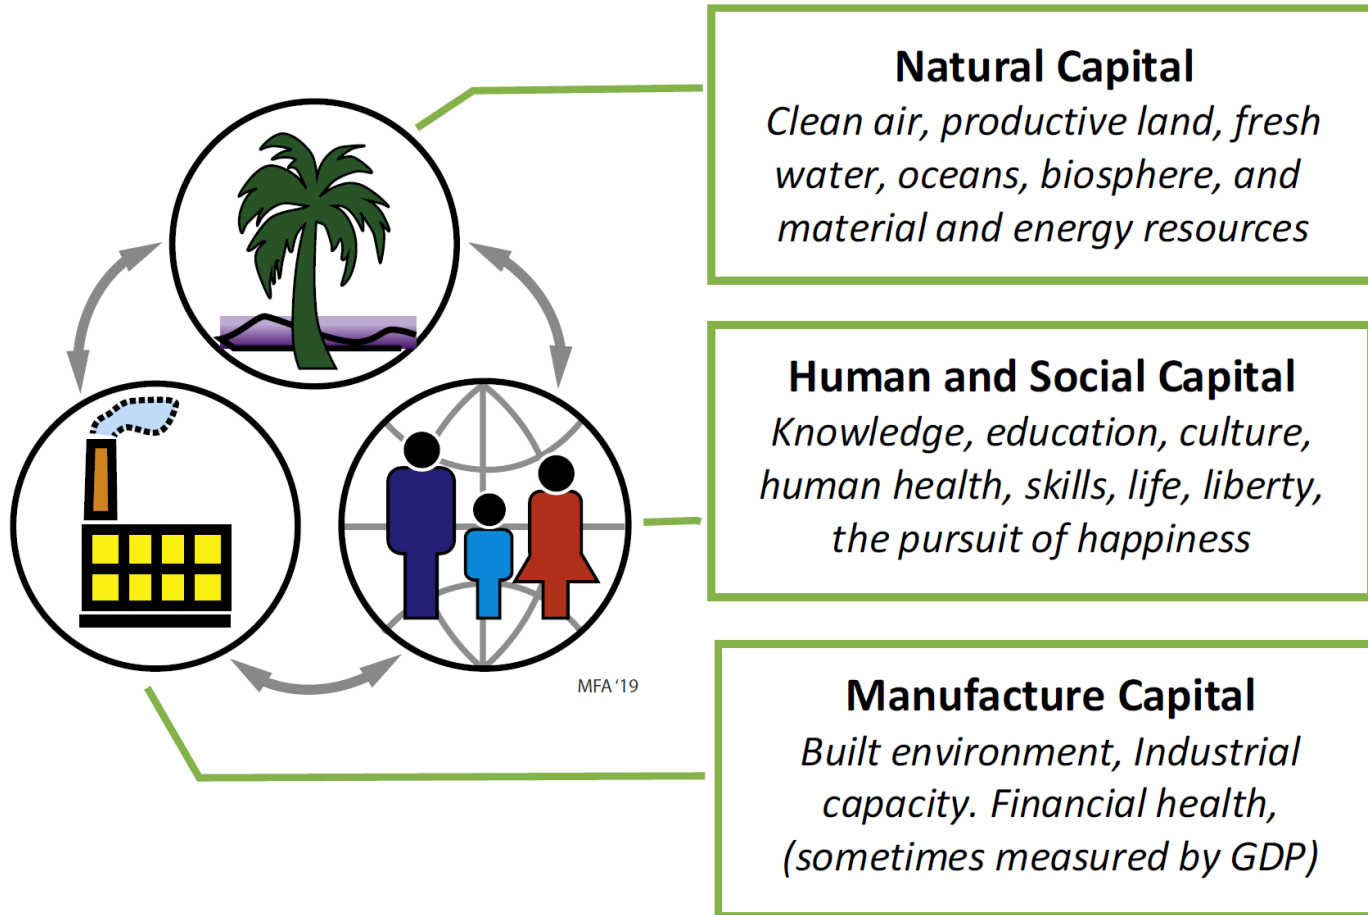 Natural Capital
Clean air, productive land, fresh
water, oceans, biosphere, and
material and energy resources
Human and Social Capital
Knowledge, education, culture,
human health, skills, life, liberty,
the pursuit of happiness
MFA '19
Manufacture Capital
Built environment, Industrial
capacity. Financial health,
(sometimes measured by GDP)